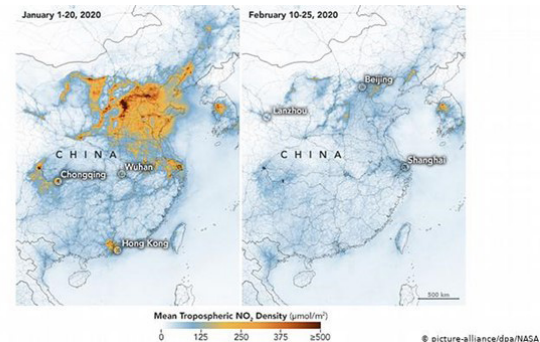 January 1-20, 2020
February 10-25, 2020
Beijing
Lanzhou
CHINA
CHINA
Wuhan
Shanghai
Chongqing
Hong Kong
500 km
Mean Tropospheric NO₂ Density (μmol/m²)
0 125 250 375 ≥500
© picture-alliance/dpa/NASA